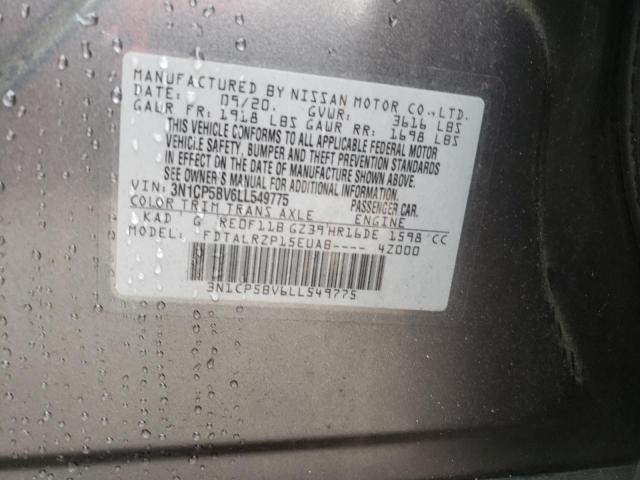 MANUFACTURED BY NISSAN MOTOR CO.,LTD.
DATE: 05/20. GVWR: 3616 LBS
GAWR FR: 1918 LBS GAWR RR: 1698 LBS
THIS VEHICLE CONFORMS TO ALL APPLICABLE FEDERAL MOTOR
VEHICLE SAFETY, BUMPER AND THEFT PREVENTION STANDARDS
IN EFFECT ON THE DATE OF MANUFACTURE SHOWN ABOVE.
SEE OWNER'S MANUAL.
VIN: 3N1CP5BV6LL549775 PASSENGER CAR.
COLOR TRIM TRANS AXLE ENGINE
KAD G RE0F11B GZ39 HR16DE 1598 CC
MODEL: FDTALRZP15EUAB---- 4Z000
3N1CP5BV6LL549775